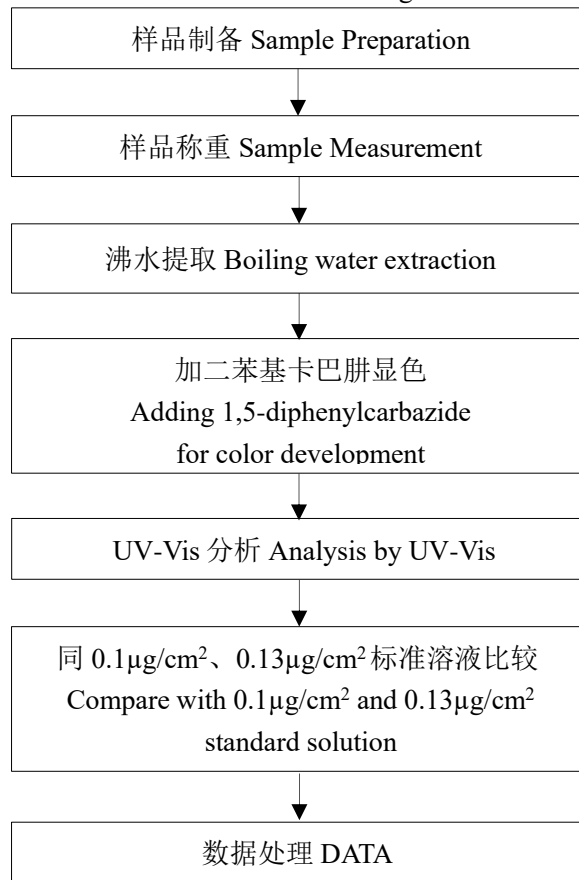 样品制备 Sample Preparation
样品称重 Sample Measurement
沸水提取 Boiling water extraction
加二苯基卡巴肼显色
Adding 1,5-diphenylcarbazide
for color development
UV-Vis 分析 Analysis by UV-Vis
同 0.1µg/cm²、0.13µg/cm² 标准溶液比较
Compare with 0.1µg/cm² and 0.13µg/cm²
standard solution
数据处理 DATA